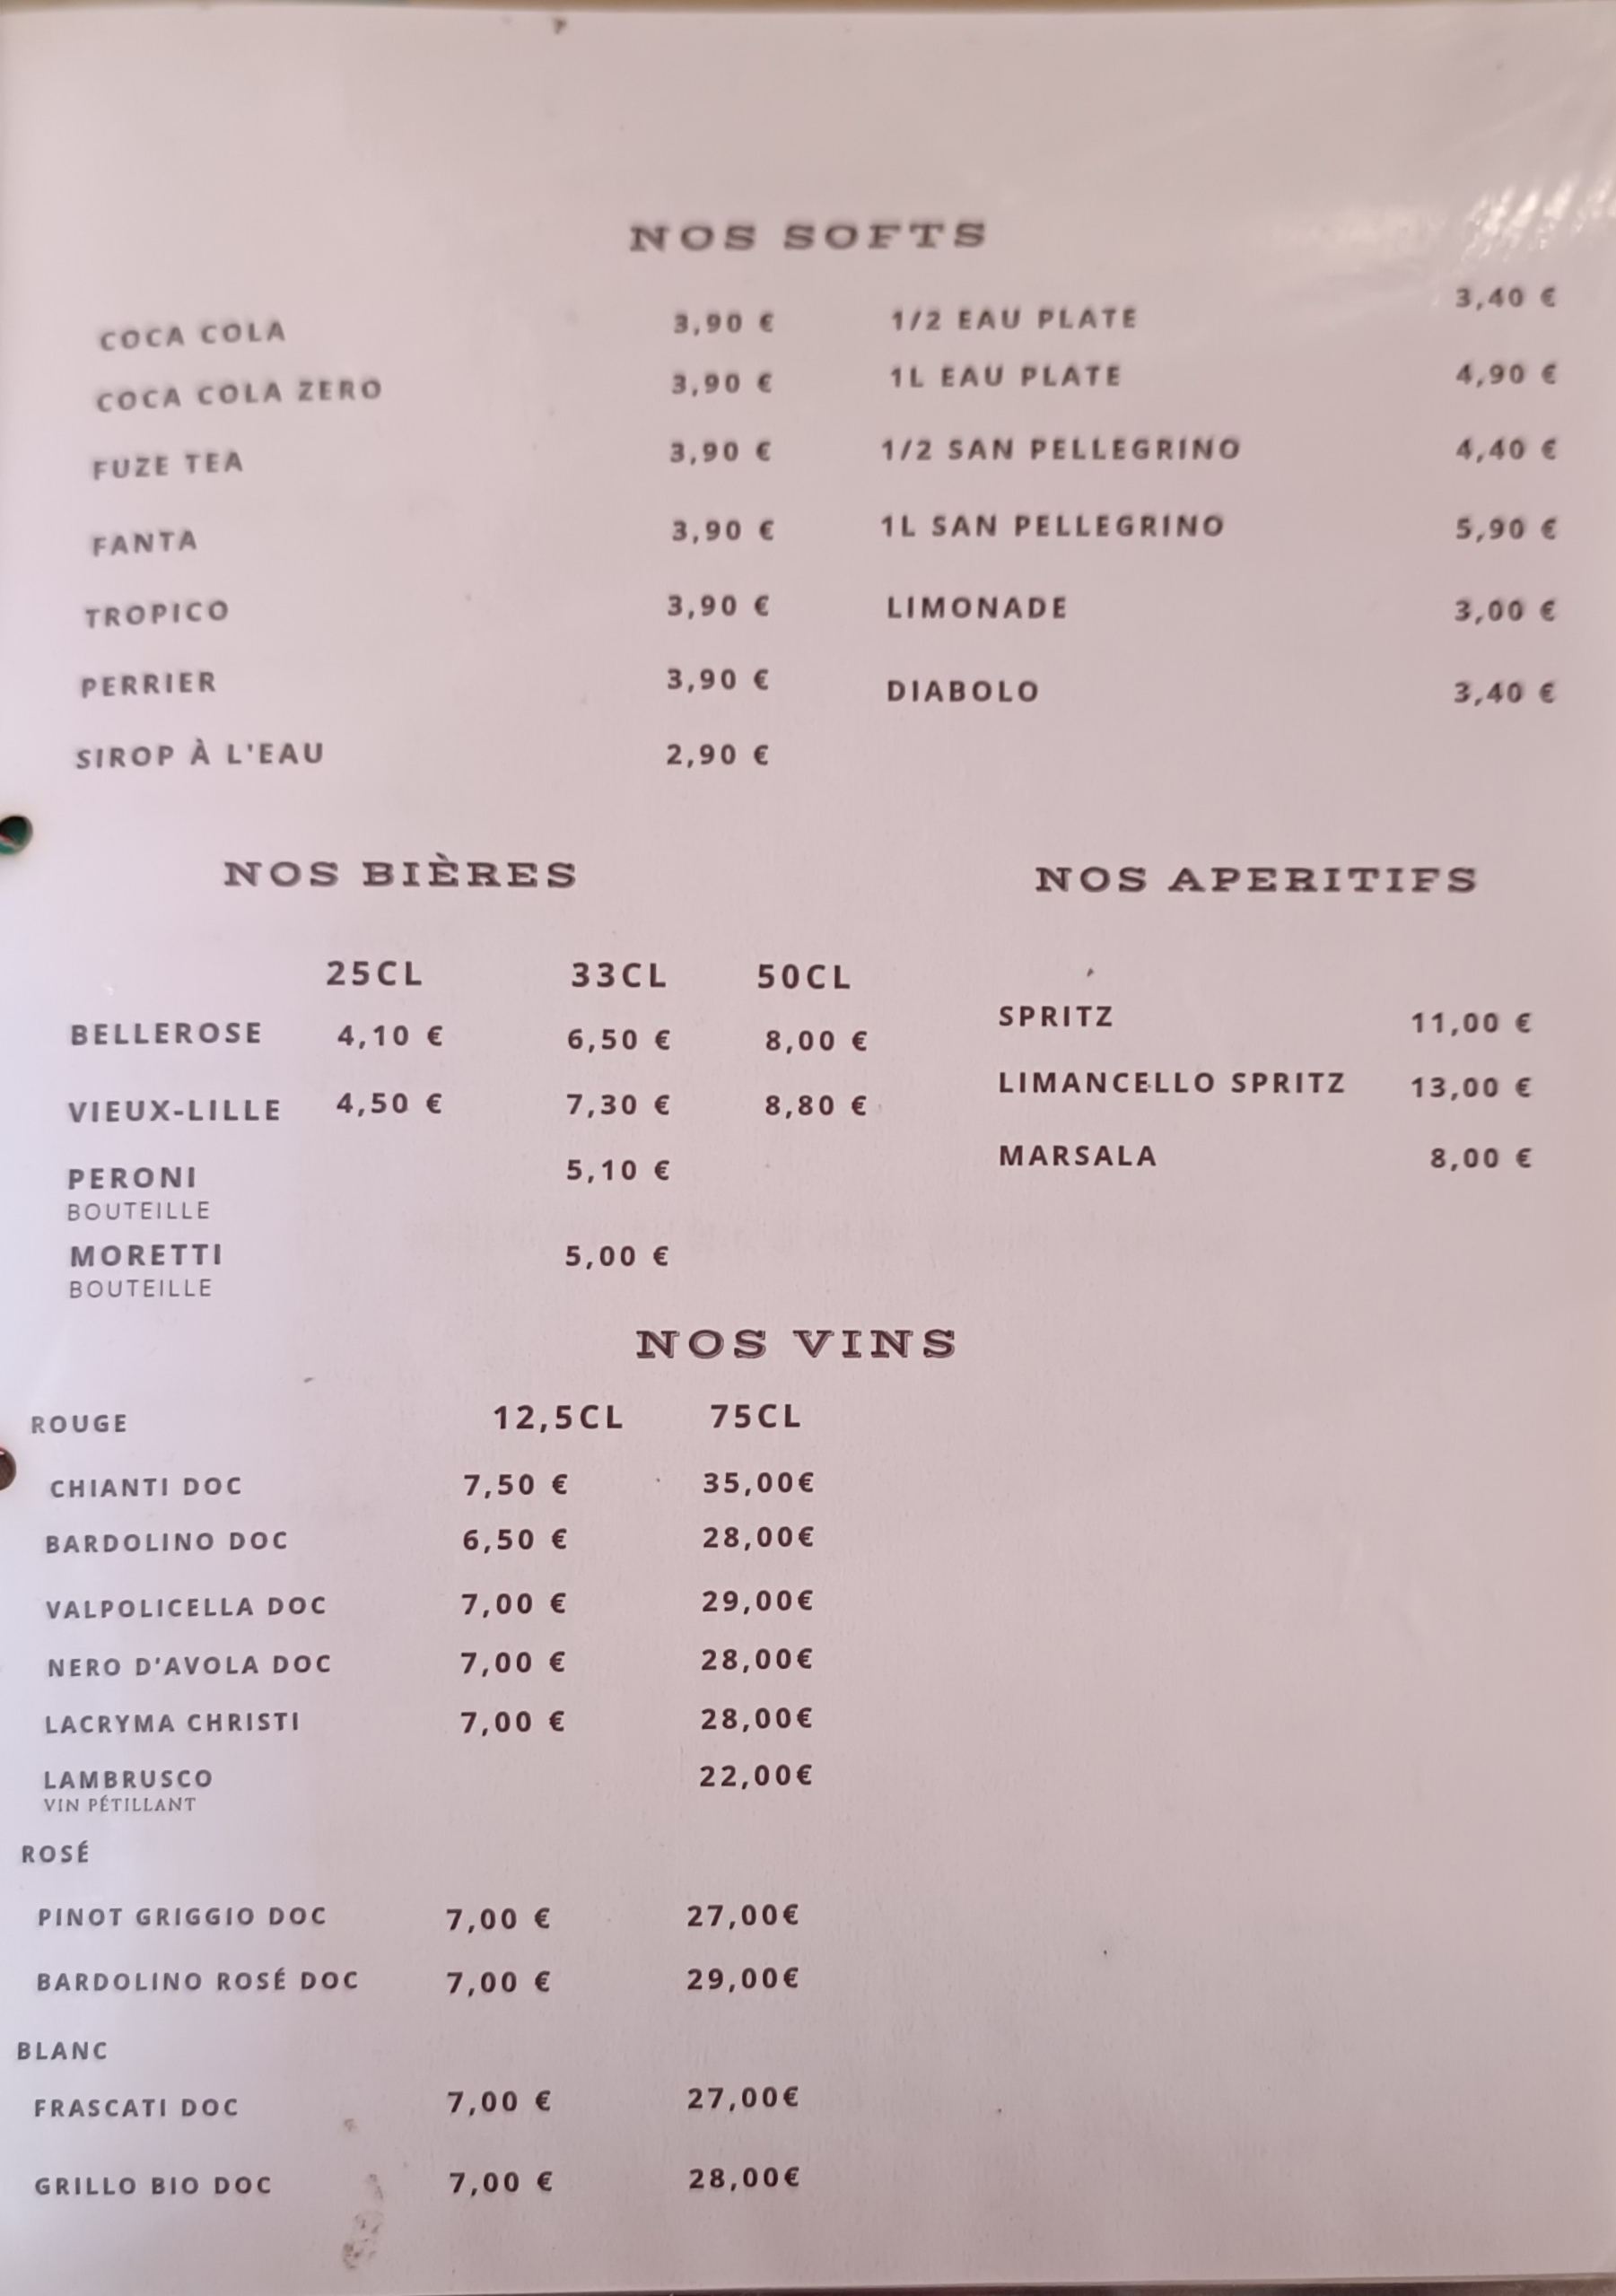 NOS SOFTS
COCA COLA 3,90 € 1/2 EAU PLATE 3,40 €
COCA COLA ZERO 3,90 € 1L EAU PLATE 4,90 €
FUZE TEA 3,90 € 1/2 SAN PELLEGRINO 4,40 €
FANTA 3,90 € 1L SAN PELLEGRINO 5,90 €
TROPICO 3,90 € LIMONADE 3,00 €
PERRIER 3,90 € DIABOLO 3,40 €
SIROP À L'EAU 2,90 €
NOS BIÈRES
25CL 33CL 50CL
BELLEROSE 4,10 € 6,50 € 8,00 €
VIEUX-LILLE 4,50 € 7,30 € 8,80 €
PERONI 5,10 €
BOUTEILLE
MORETTI 5,00 €
BOUTEILLE
NOS APERITIFS
SPRITZ 11,00 €
LIMANCELLO SPRITZ 13,00 €
MARSALA 8,00 €
NOS VINS
ROUGE 12,5CL 75CL
CHIANTI DOC 7,50 € 35,00€
BARDOLINO DOC 6,50 € 28,00€
VALPOLICELLA DOC 7,00 € 29,00€
NERO D'AVOLA DOC 7,00 € 28,00€
LACRYMA CHRISTI 7,00 € 28,00€
LAMBRUSCO 22,00€
VIN PÉTILLANT
ROSÉ
PINOT GRIGGIO DOC 7,00 € 27,00€
BARDOLINO ROSÉ DOC 7,00 € 29,00€
BLANC
FRASCATI DOC 7,00 € 27,00€
GRILLO BIO DOC 7,00 € 28,00€